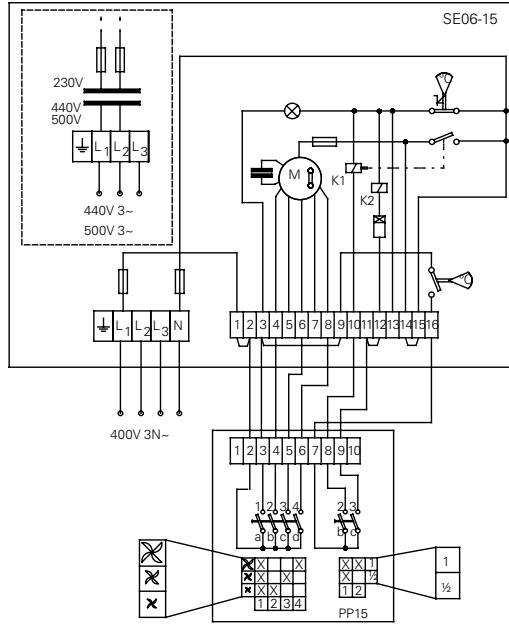 SE06-15
230V
440V
500V
L1 L2 L3
440V 3~
500V 3~
°C
M
K1
K2
°C
L1 L2 L3 N
1 2 3 4 5 6 7 8 9 10 11 12 13 14 15 16
400V 3N~
1 2 3 4 5 6 7 8 9 10
1 2 3 4
2 3
a b c d
b c
X X
X X
X X
1 2 3 4
X X 1
X ½
1 2
1
½
PP15